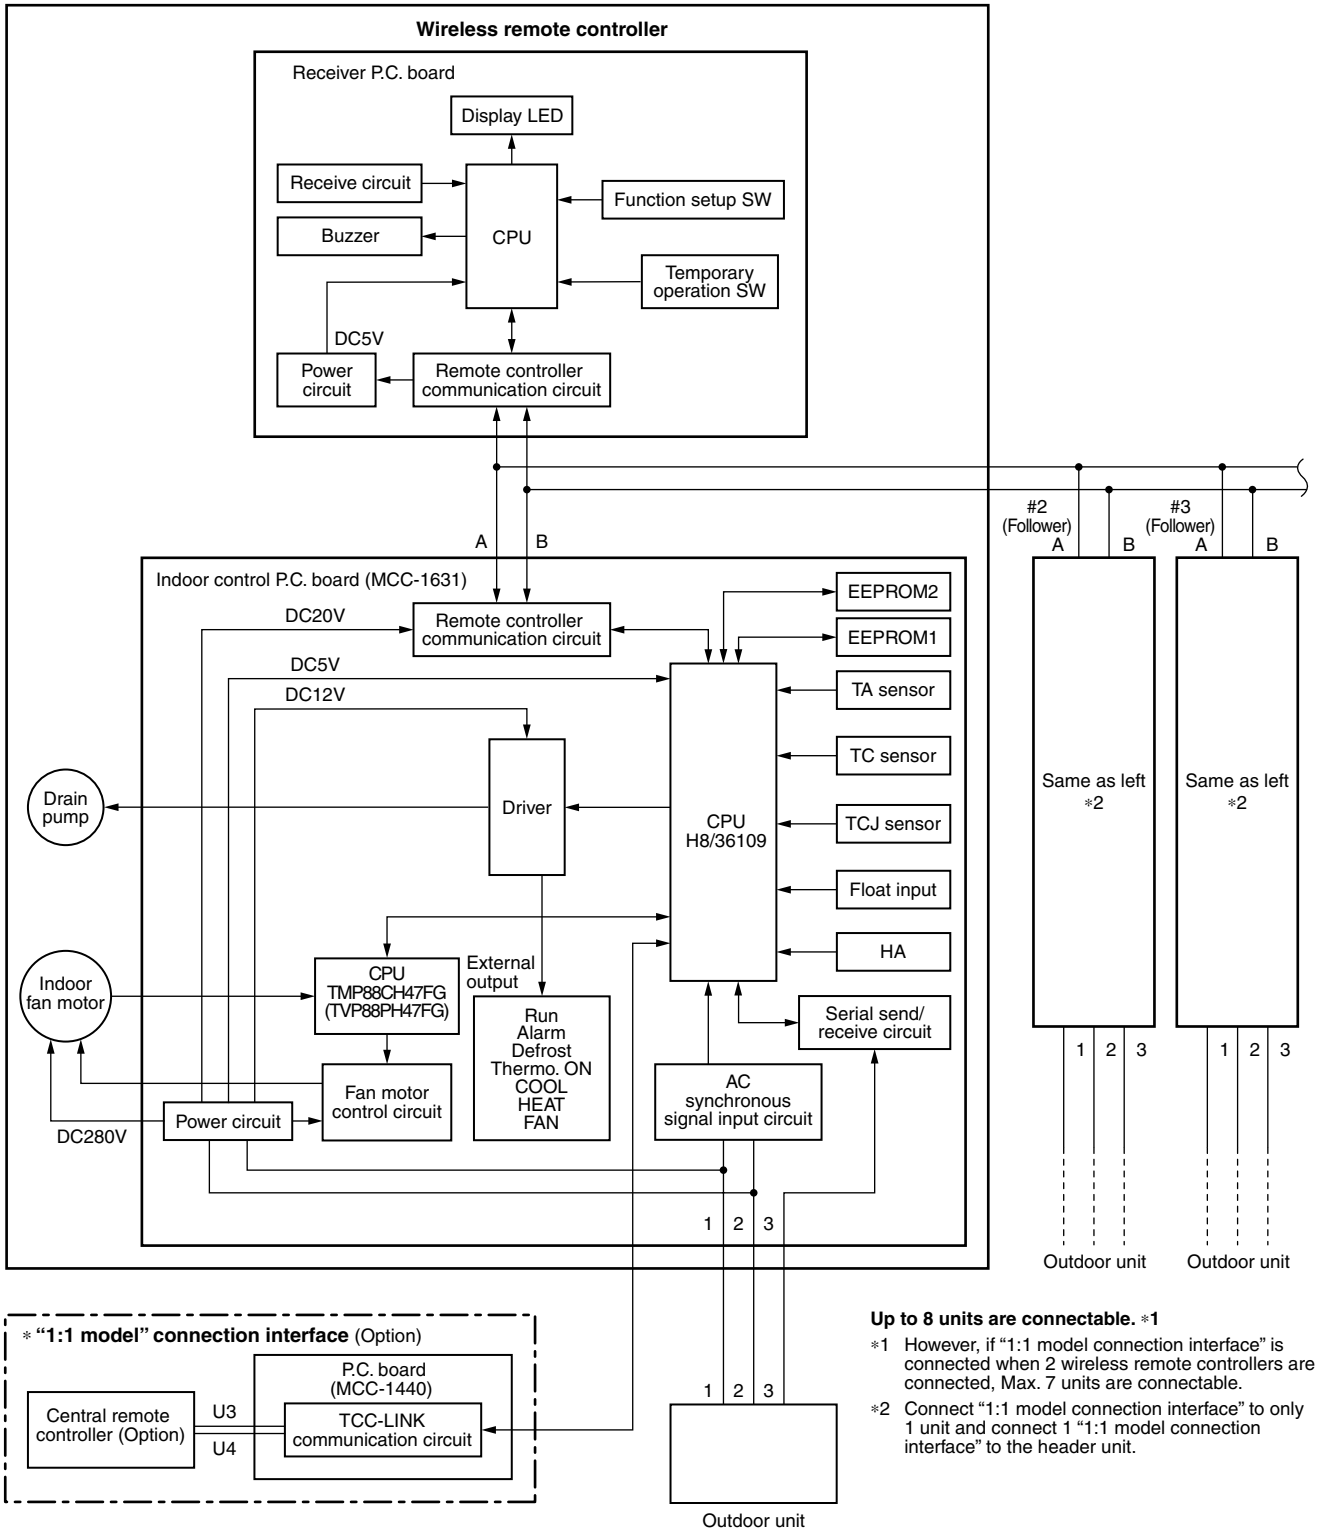 Wireless remote controller
Receiver P.C. board
Display LED
Receive circuit
Function setup SW
Buzzer
CPU
Temporary
operation SW
DC5V
Power
circuit
Remote controller
communication circuit
#2
(Follower)
A
B
#3
(Follower)
A
B
A
B
Indoor control P.C. board (MCC-1631)
DC20V
Remote controller
communication circuit
EEPROM2
EEPROM1
DC5V
DC12V
TA sensor
TC sensor
Drain
pump
Driver
CPU
H8/36109
TCJ sensor
Float input
HA
Same as left
*2
Same as left
*2
Indoor
fan motor
CPU
TMP88CH47FG
(TVP88PH47FG)
External
output
Run
Alarm
Defrost
Thermo. ON
COOL
HEAT
FAN
Serial send/
receive circuit
AC
synchronous
signal input circuit
Fan motor
control circuit
Power circuit
DC280V
1
2
3
1
2
3
1
2
3
Outdoor unit
Outdoor unit
* “1:1 model” connection interface (Option)
P.C. board
(MCC-1440)
Central remote
controller (Option)
U3
U4
TCC-LINK
communication circuit
1
2
3
Outdoor unit
Up to 8 units are connectable. *1
*1 However, if “1:1 model connection interface” is
connected when 2 wireless remote controllers are
connected, Max. 7 units are connectable.
*2 Connect “1:1 model connection interface” to only
1 unit and connect 1 “1:1 model connection
interface” to the header unit.